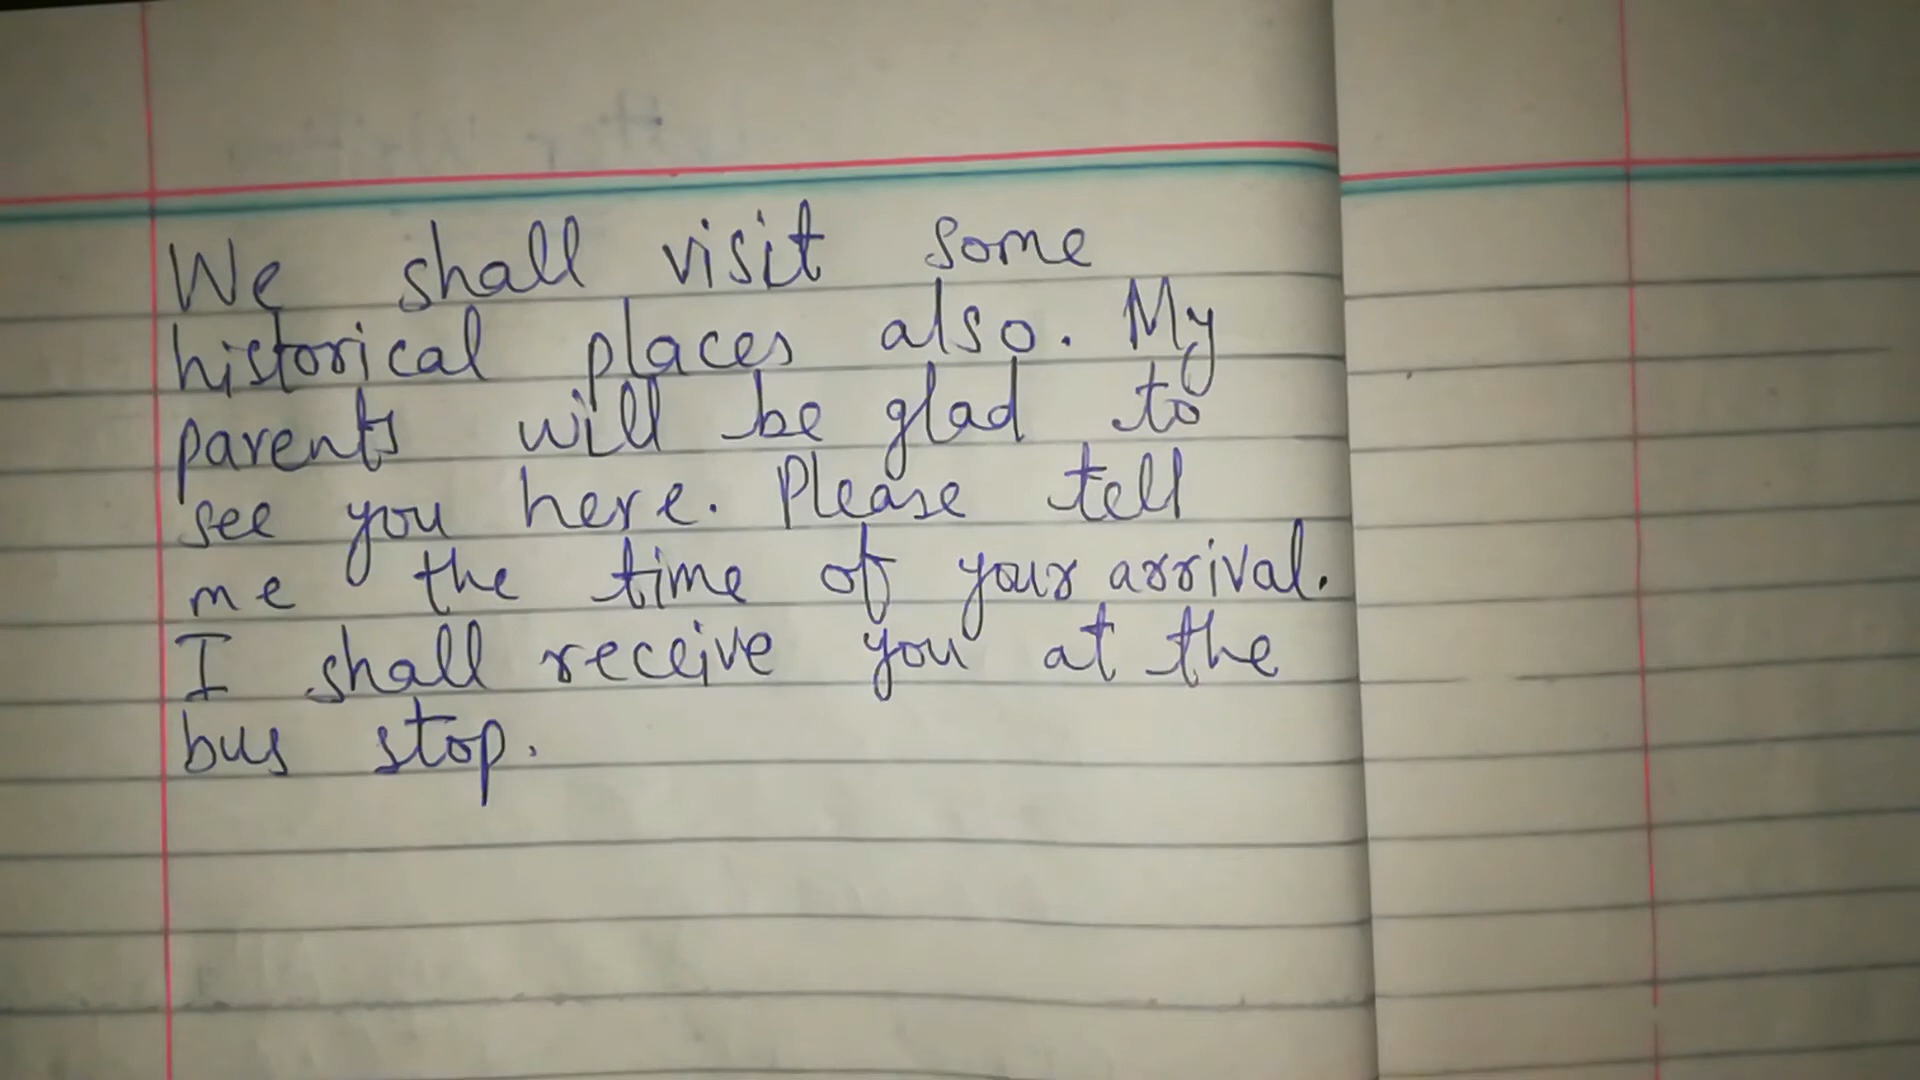 We shall visit some
historical places also. My
parents will be glad to
see you here. Please tell
me the time of your arrival.
I shall receive you at the
bus stop.